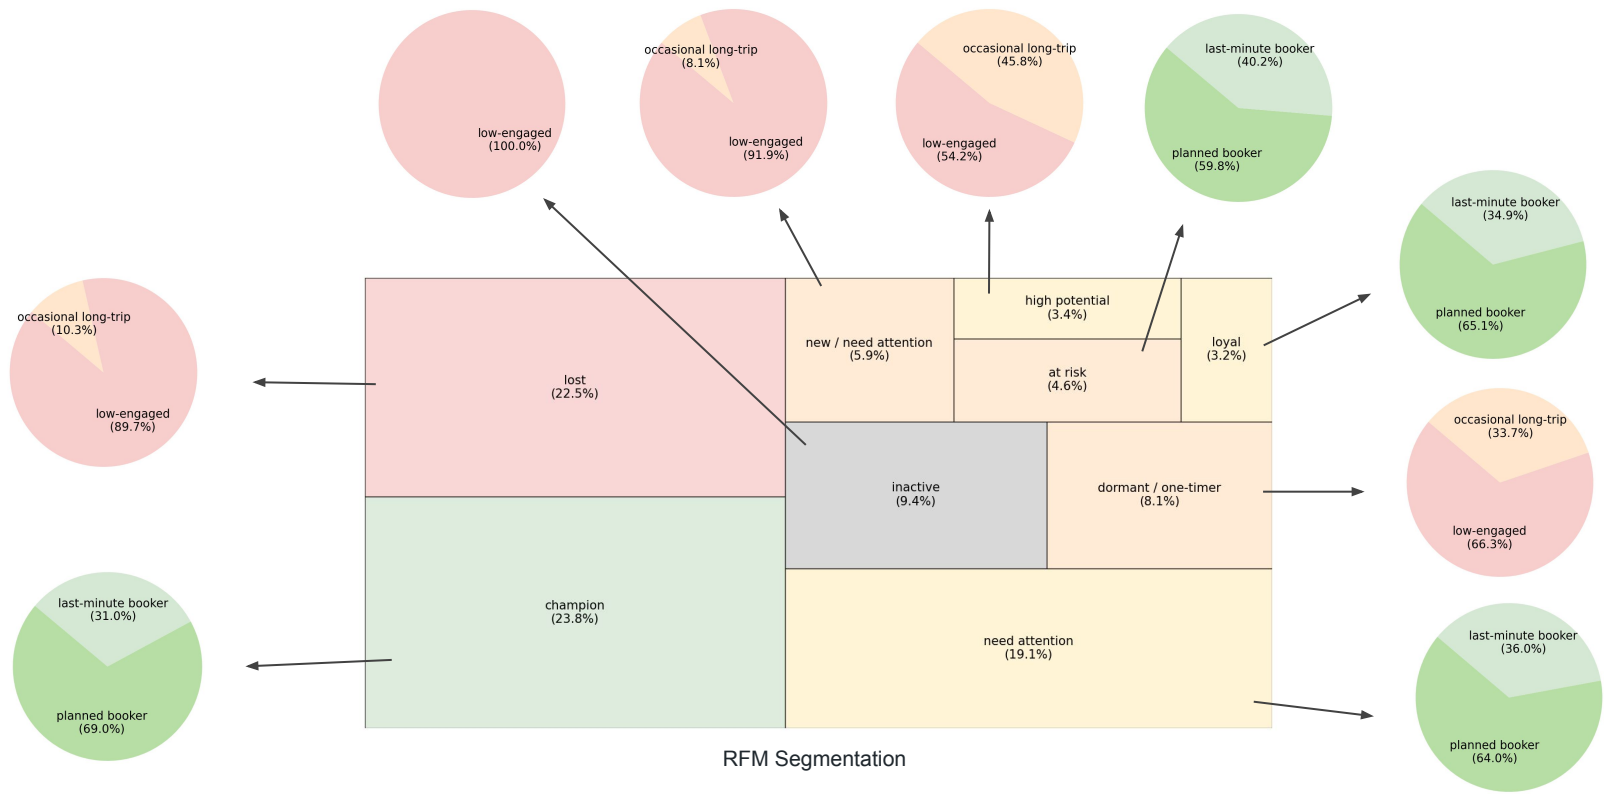 occasional long-trip
(8.1%)
low-engaged
(100.0%)
low-engaged
(91.9%)
occasional long-trip
(45.8%)
low-engaged
(54.2%)
last-minute booker
(40.2%)
planned booker
(59.8%)
last-minute booker
(34.9%)
planned booker
(65.1%)
occasional long-trip
(10.3%)
low-engaged
(89.7%)
lost
(22.5%)
new / need attention
(5.9%)
high potential
(3.4%)
at risk
(4.6%)
loyal
(3.2%)
inactive
(9.4%)
dormant / one-timer
(8.1%)
occasional long-trip
(33.7%)
low-engaged
(66.3%)
last-minute booker
(31.0%)
planned booker
(69.0%)
champion
(23.8%)
need attention
(19.1%)
last-minute booker
(36.0%)
planned booker
(64.0%)
RFM Segmentation